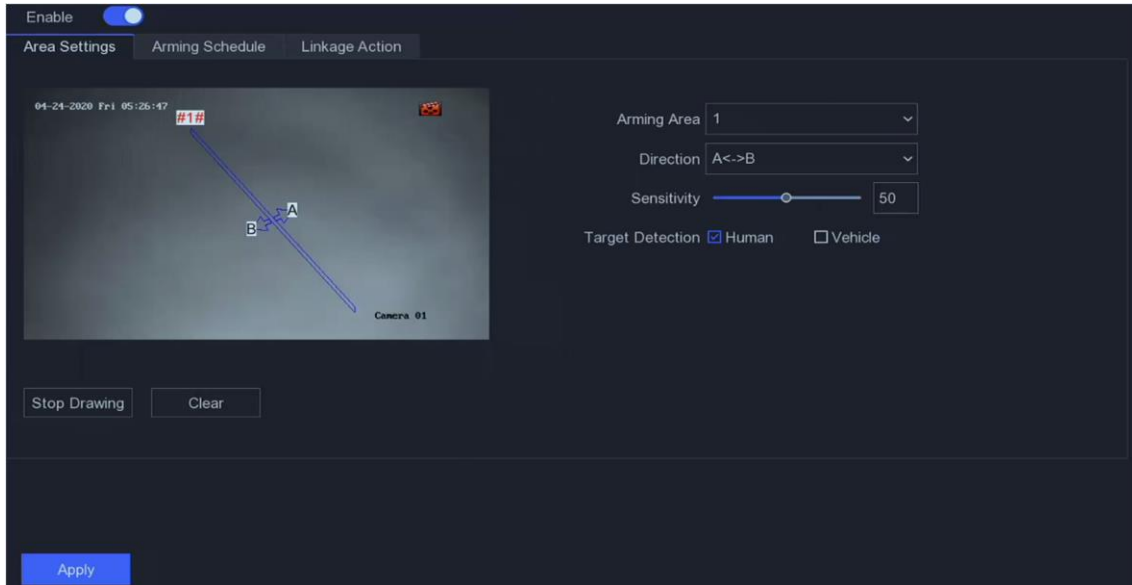 Enable
Area Settings Arming Schedule Linkage Action
04-24-2020 Fri 05:26:47
#1#
A
B
Camera 01
Arming Area 1
Direction A<->B
Sensitivity 50
Target Detection Human Vehicle
Stop Drawing Clear
Apply